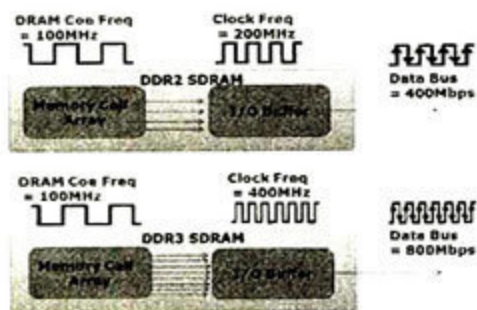 DRAM Coe Freq
= 100MHz
Clock Freq
= 200MHz
Data Bus
= 400Mbps
DDR2 SDRAM
Memory Cell
Array
I/O Buffer
DRAM Coe Freq
= 100MHz
Clock Freq
= 400MHz
Data Bus
= 800Mbps
DDR3 SDRAM
Memory Cell
Array
I/O Buffer